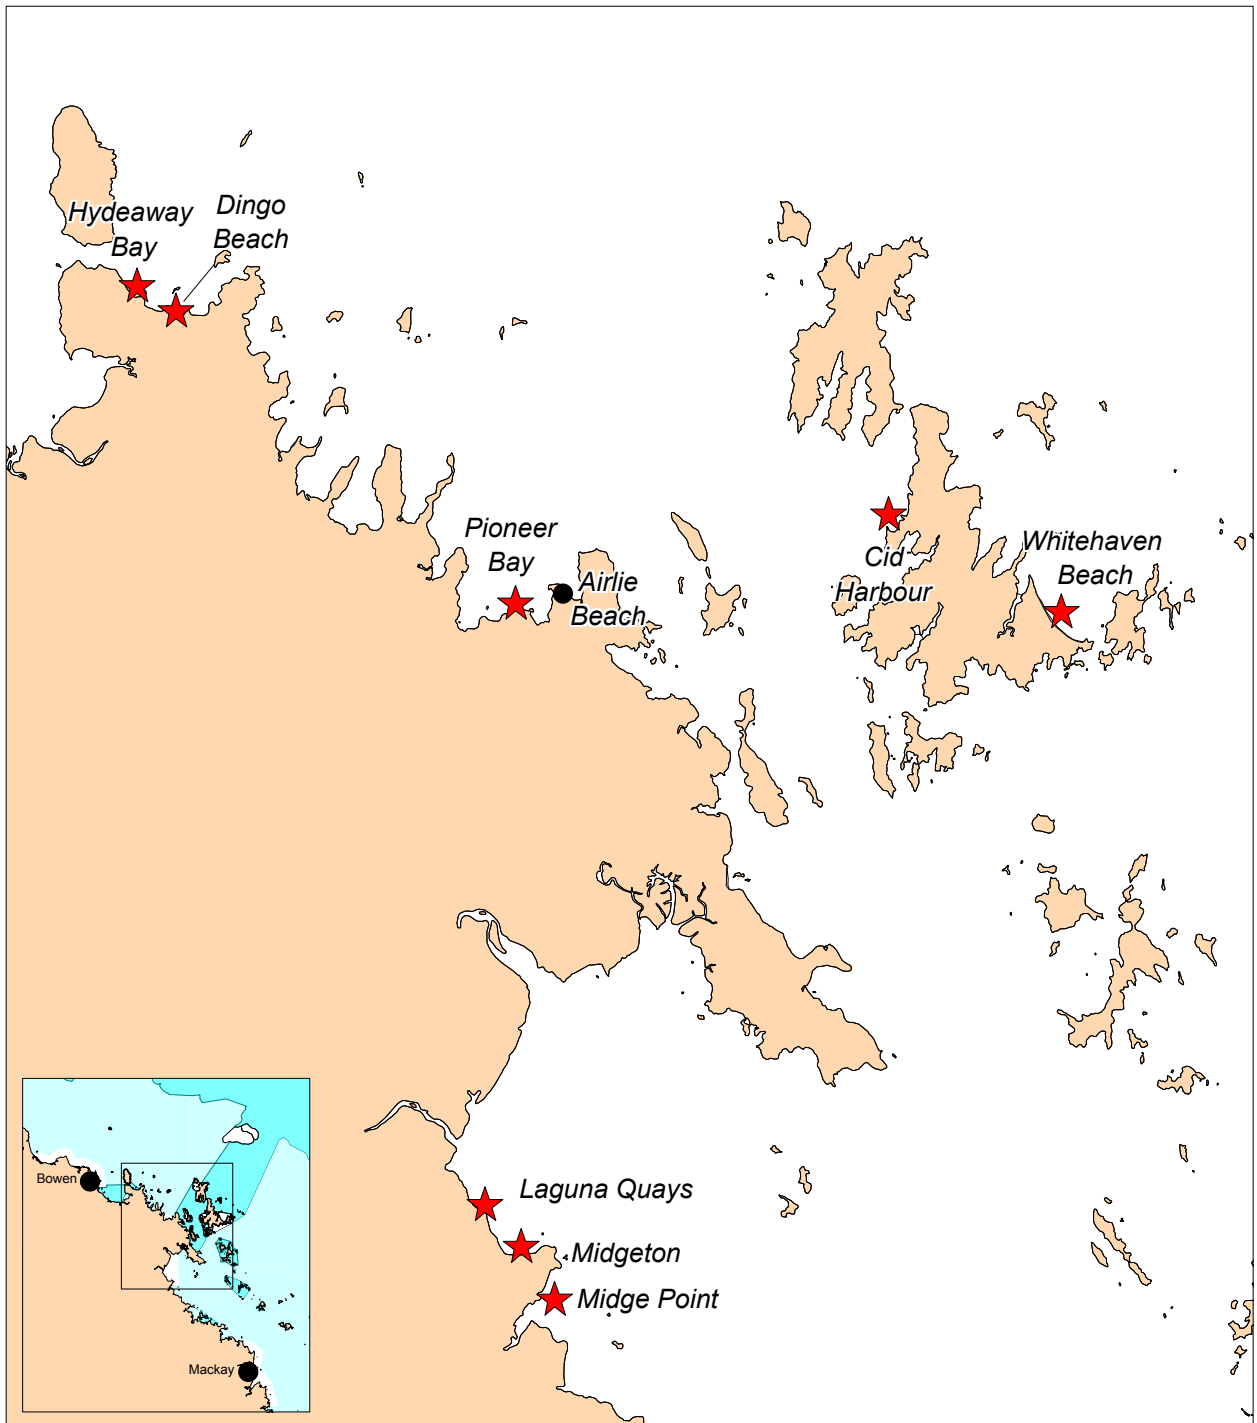 Hydeaway
Bay
Dingo
Beach
Pioneer
Bay
Airlie
Beach
Cid
Harbour
Whitehaven
Beach
Laguna Quays
Midgeton
Midge Point
Bowen
Mackay